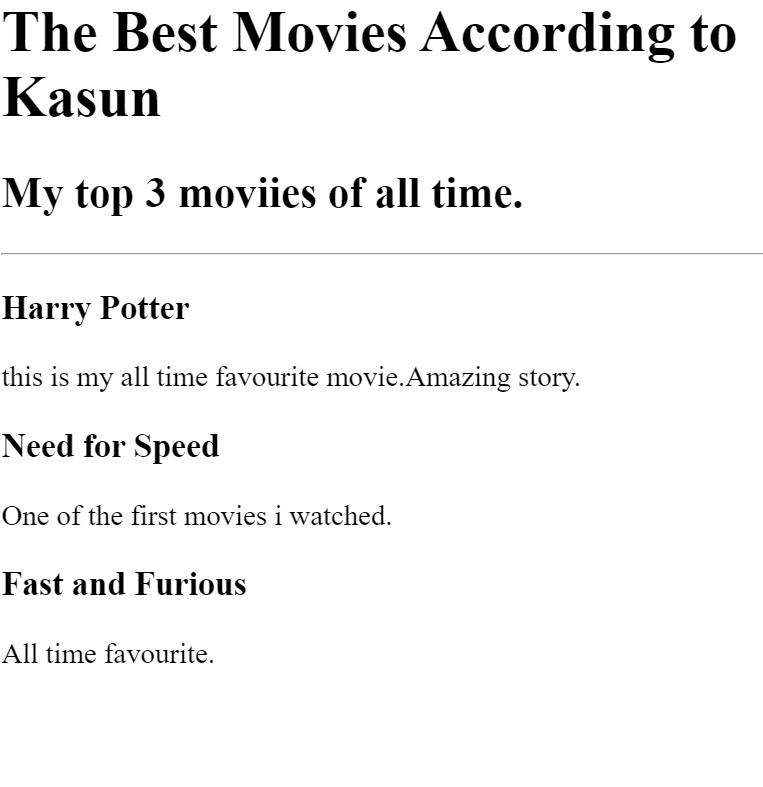 The Best Movies According to
Kasun
My top 3 moviies of all time.
Harry Potter
this is my all time favourite movie.Amazing story.
Need for Speed
One of the first movies i watched.
Fast and Furious
All time favourite.